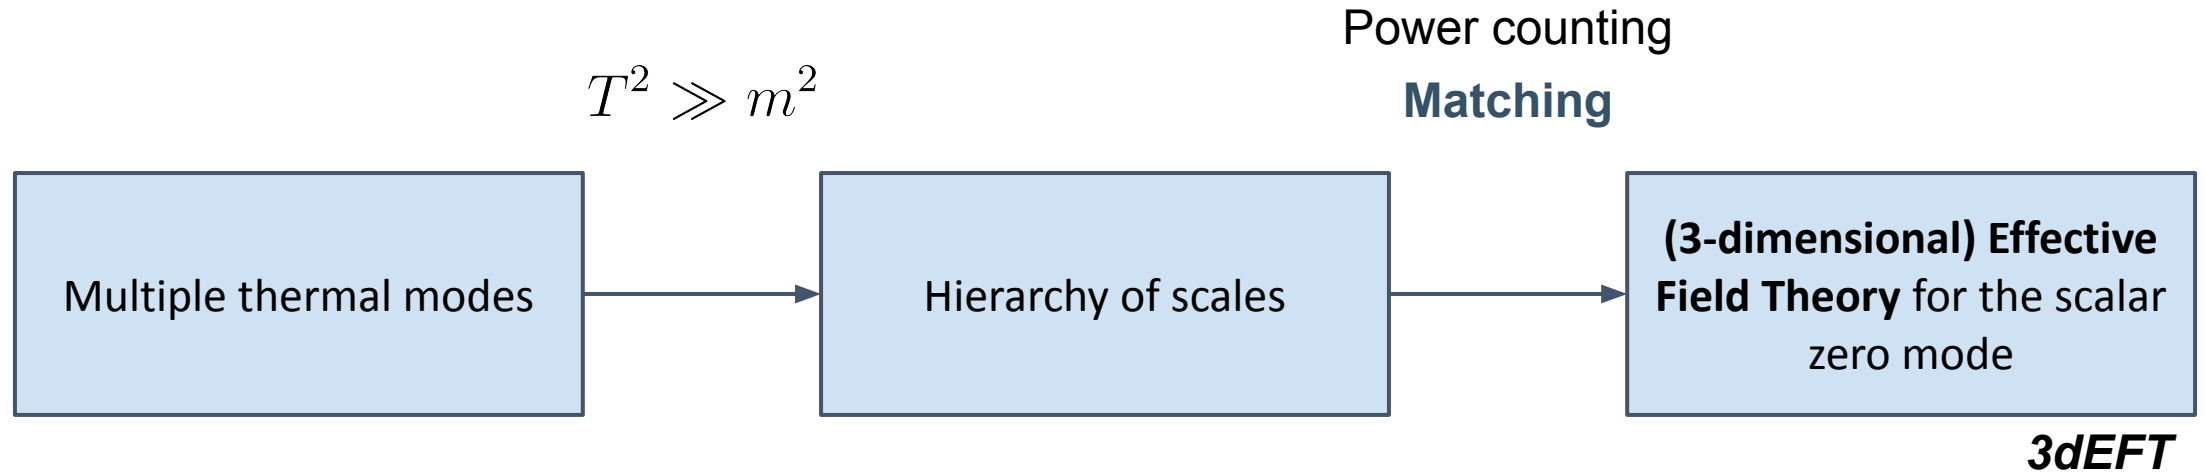 Power counting
T² ≫ m²
Matching
Multiple thermal modes
Hierarchy of scales
(3-dimensional) Effective
Field Theory for the scalar
zero mode
3dEFT